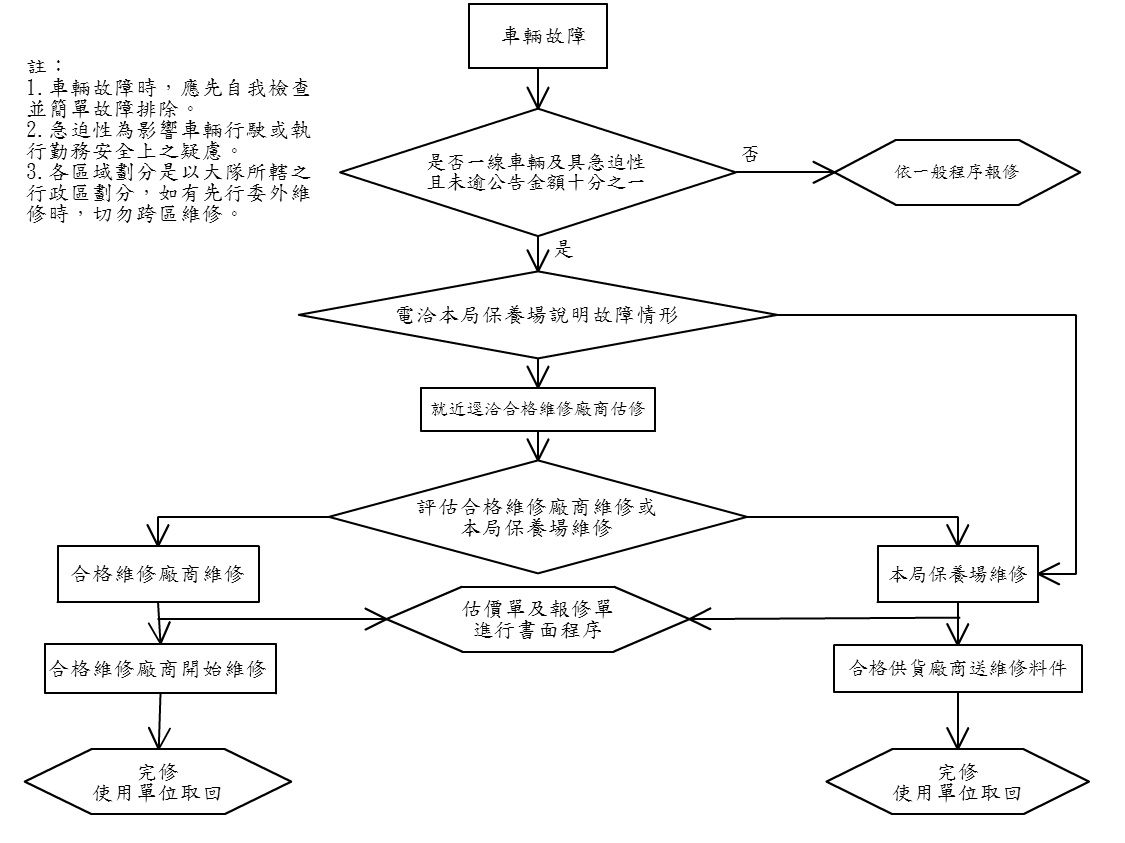 車輛故障
註：
1.車輛故障時，應先自我檢查
並簡單故障排除。
2.急迫性為影響車輛行駛或執
行勤務安全上之疑慮。
3.各區域劃分是以大隊所轄之
行政區劃分，如有先行委外維
修時，切勿跨區維修。
是否一線車輛及具急迫性
且未逾公告金額十分之一
否
依一般程序報修
是
電洽本局保養場說明故障情形
就近逕洽合格維修廠商估修
評估合格維修廠商維修或
本局保養場維修
合格維修廠商維修
本局保養場維修
估價單及報修單
進行書面程序
合格維修廠商開始維修
合格供貨廠商送維修料件
完修
使用單位取回
完修
使用單位取回